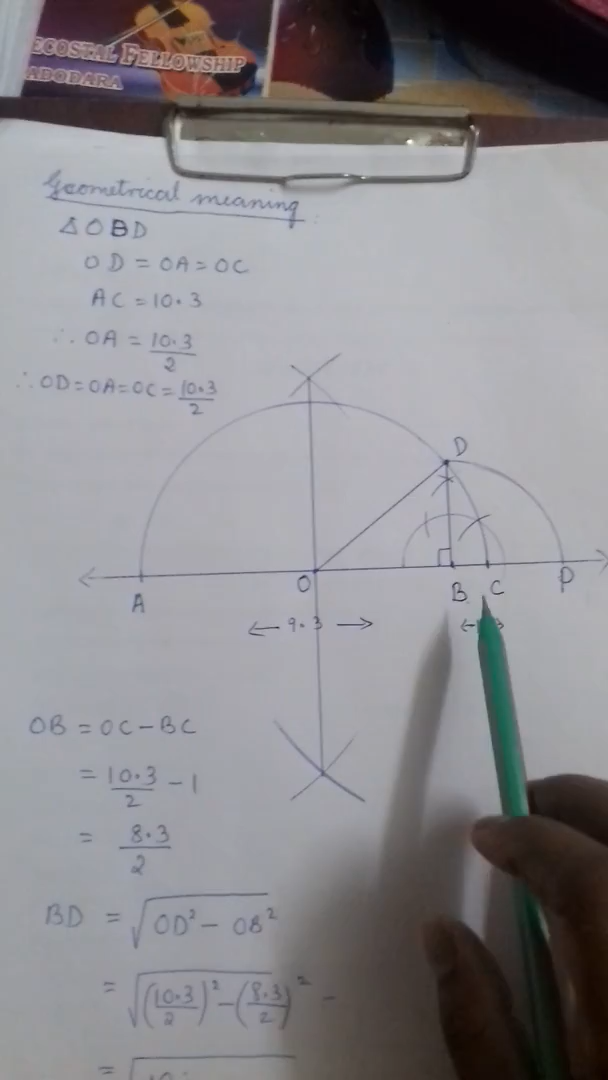 ECOSTAL FELLOWSHIP
ADODARA
Geometrical meaning:
△OBD
OD = OA = OC
AC = 10.3
∴ OA = 10.3/2
∴ OD = OA = OC = 10.3/2
D
A
O
B
C
P
← 9.3 →
OB = OC - BC
= 10.3/2 - 1
= 8.3/2
BD = √(OD² - OB²)
= √((10.3/2)² - (8.3/2)²
=